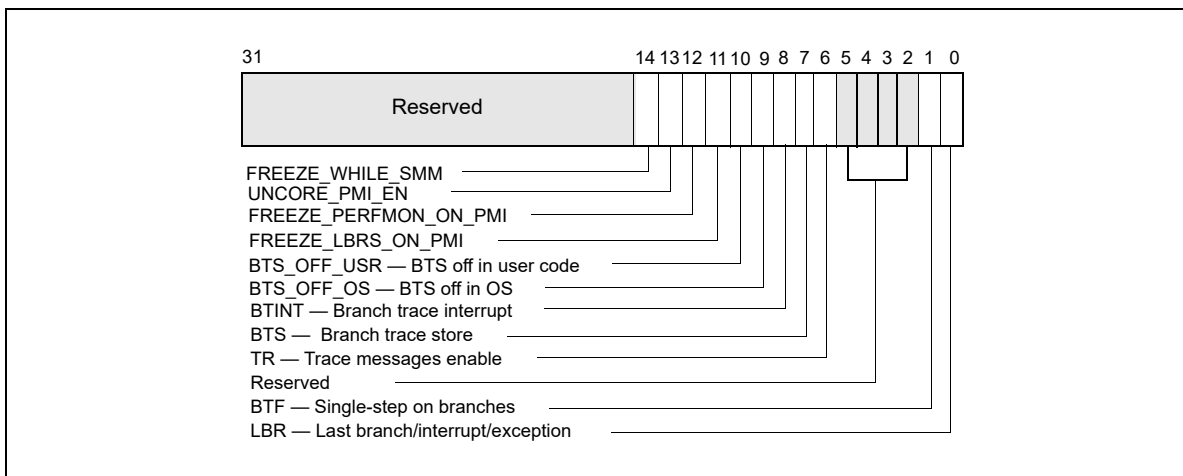 31 14 13 12 11 10 9 8 7 6 5 4 3 2 1 0
Reserved
FREEZE_WHILE_SMM
UNCORE_PMI_EN
FREEZE_PERFMON_ON_PMI
FREEZE_LBRS_ON_PMI
BTS_OFF_USR — BTS off in user code
BTS_OFF_OS — BTS off in OS
BTINT — Branch trace interrupt
BTS — Branch trace store
TR — Trace messages enable
Reserved
BTF — Single-step on branches
LBR — Last branch/interrupt/exception